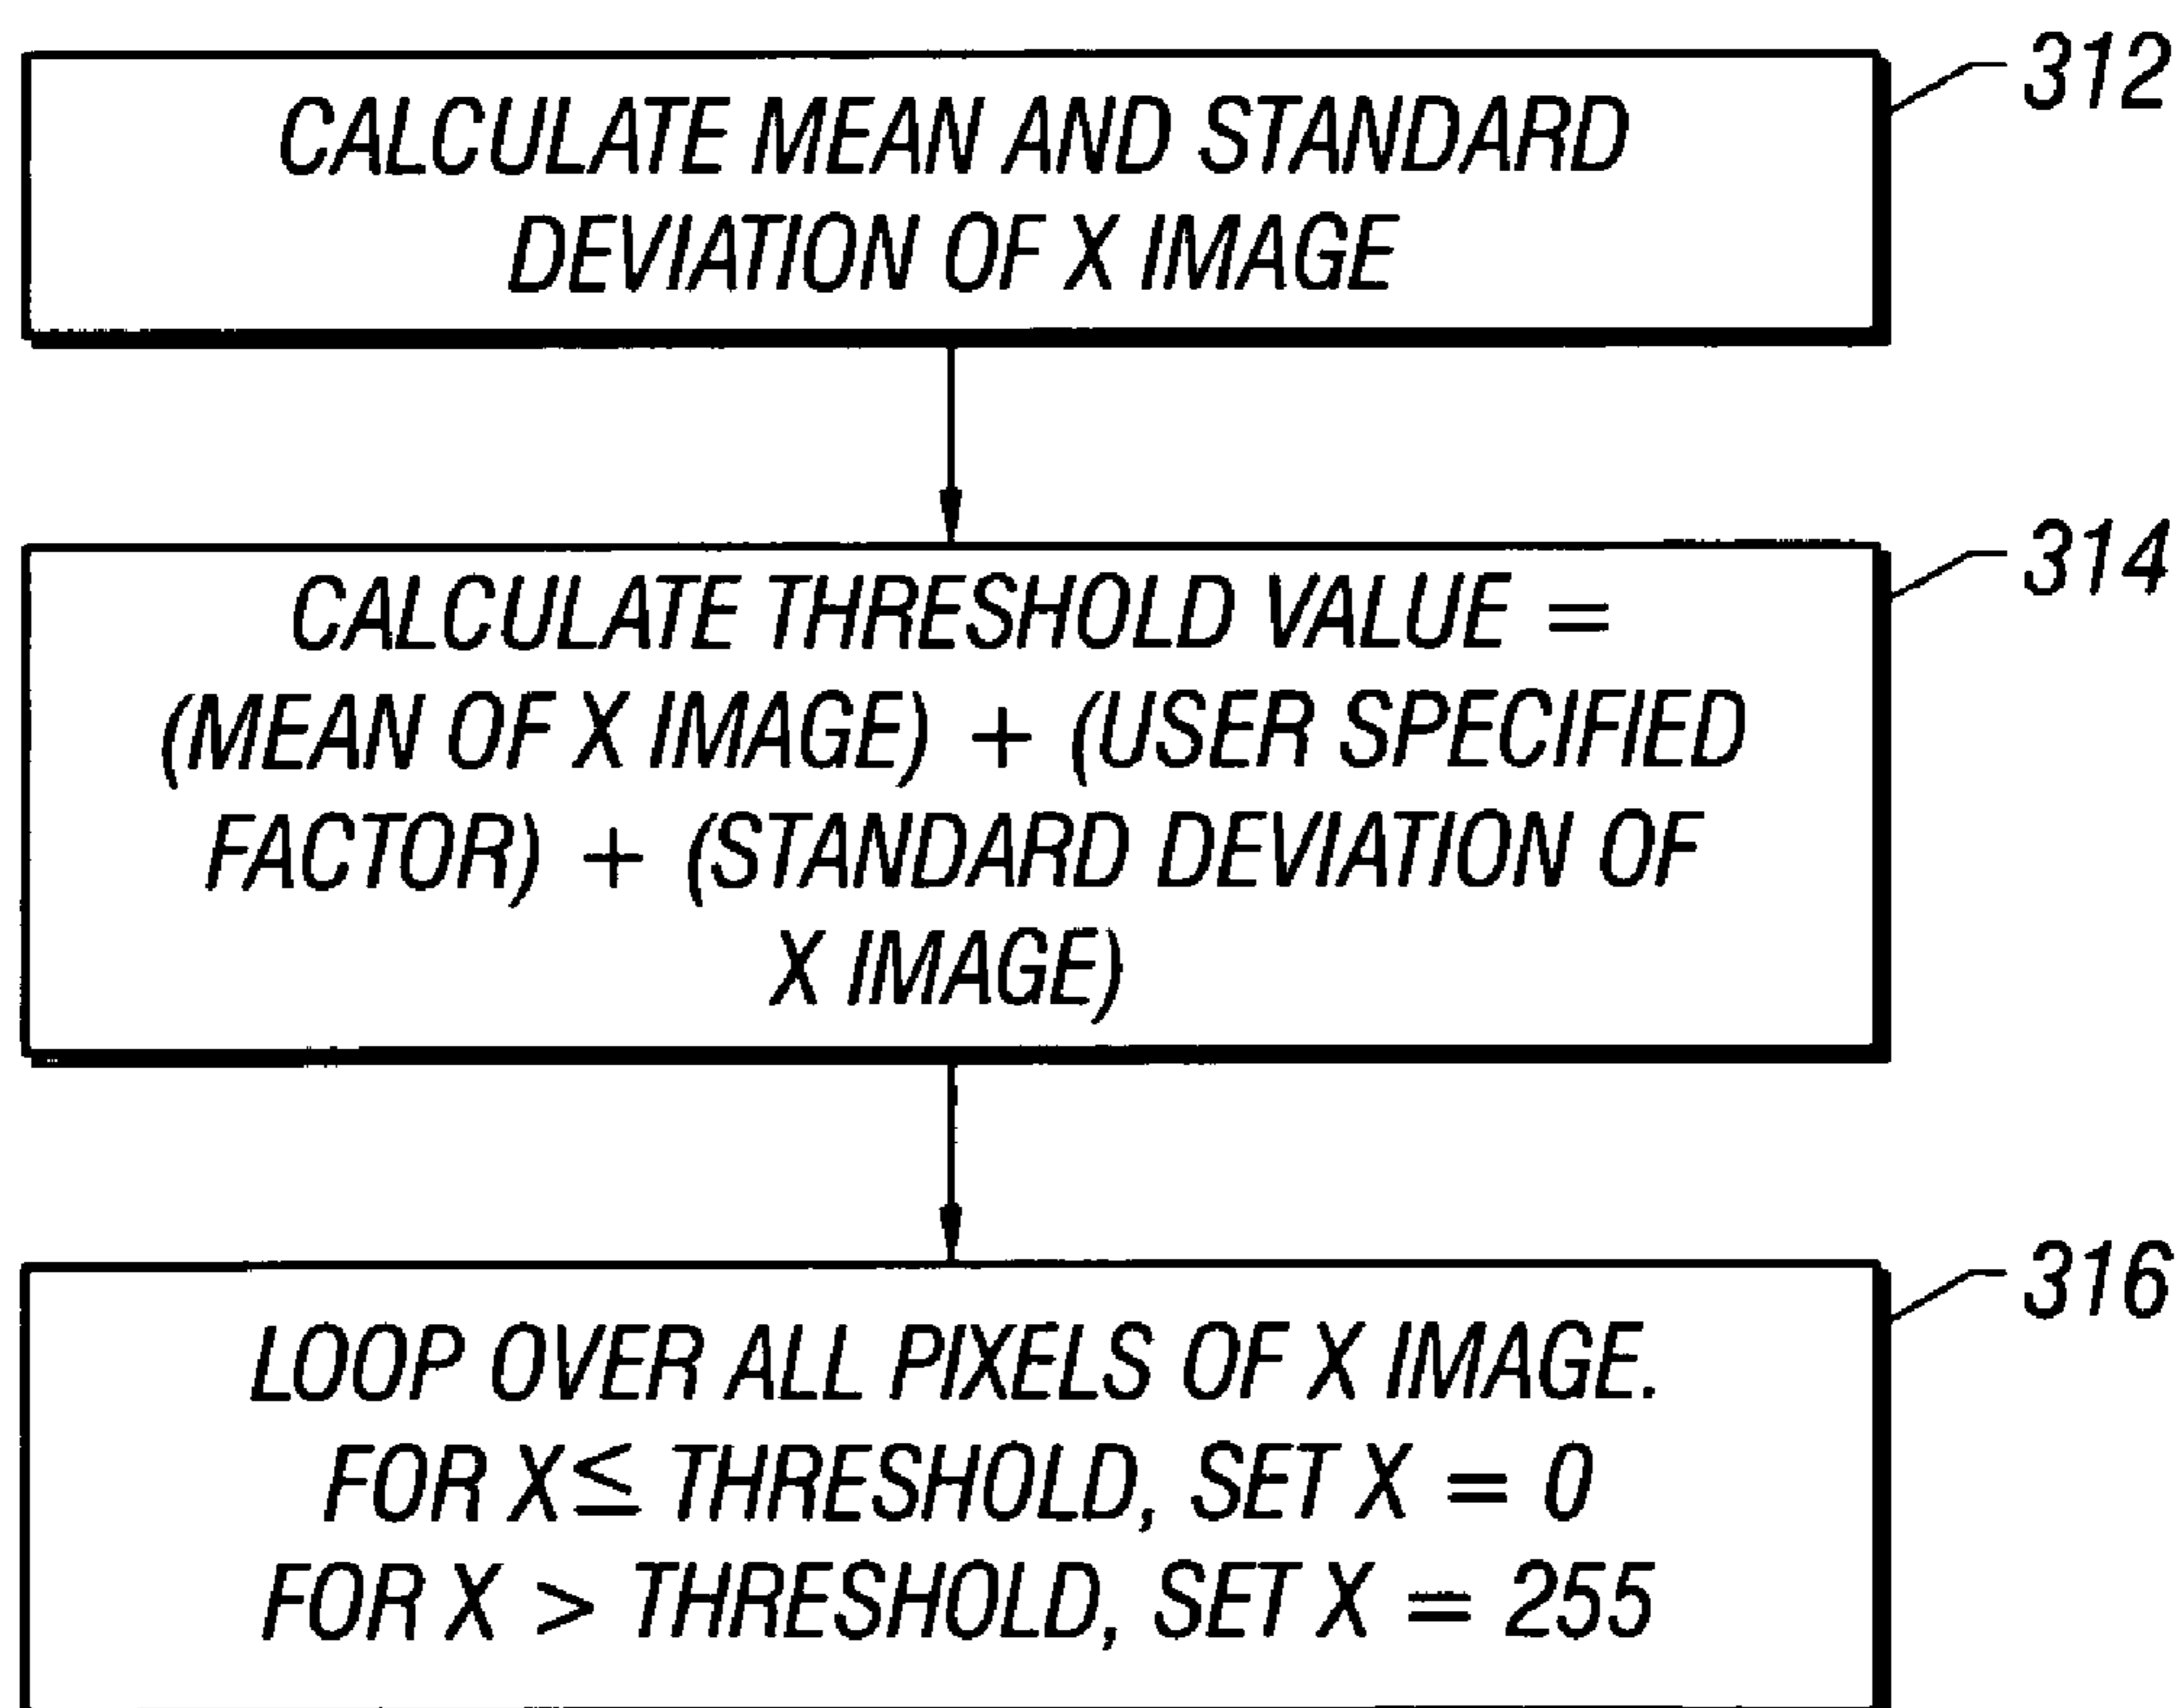 312
CALCULATE MEAN AND STANDARD
DEVIATION OF X IMAGE
314
CALCULATE THRESHOLD VALUE =
(MEAN OF X IMAGE) + (USER SPECIFIED
FACTOR) + (STANDARD DEVIATION OF
X IMAGE)
316
LOOP OVER ALL PIXELS OF X IMAGE.
FOR X≤ THRESHOLD, SET X = 0
FOR X > THRESHOLD, SET X = 255